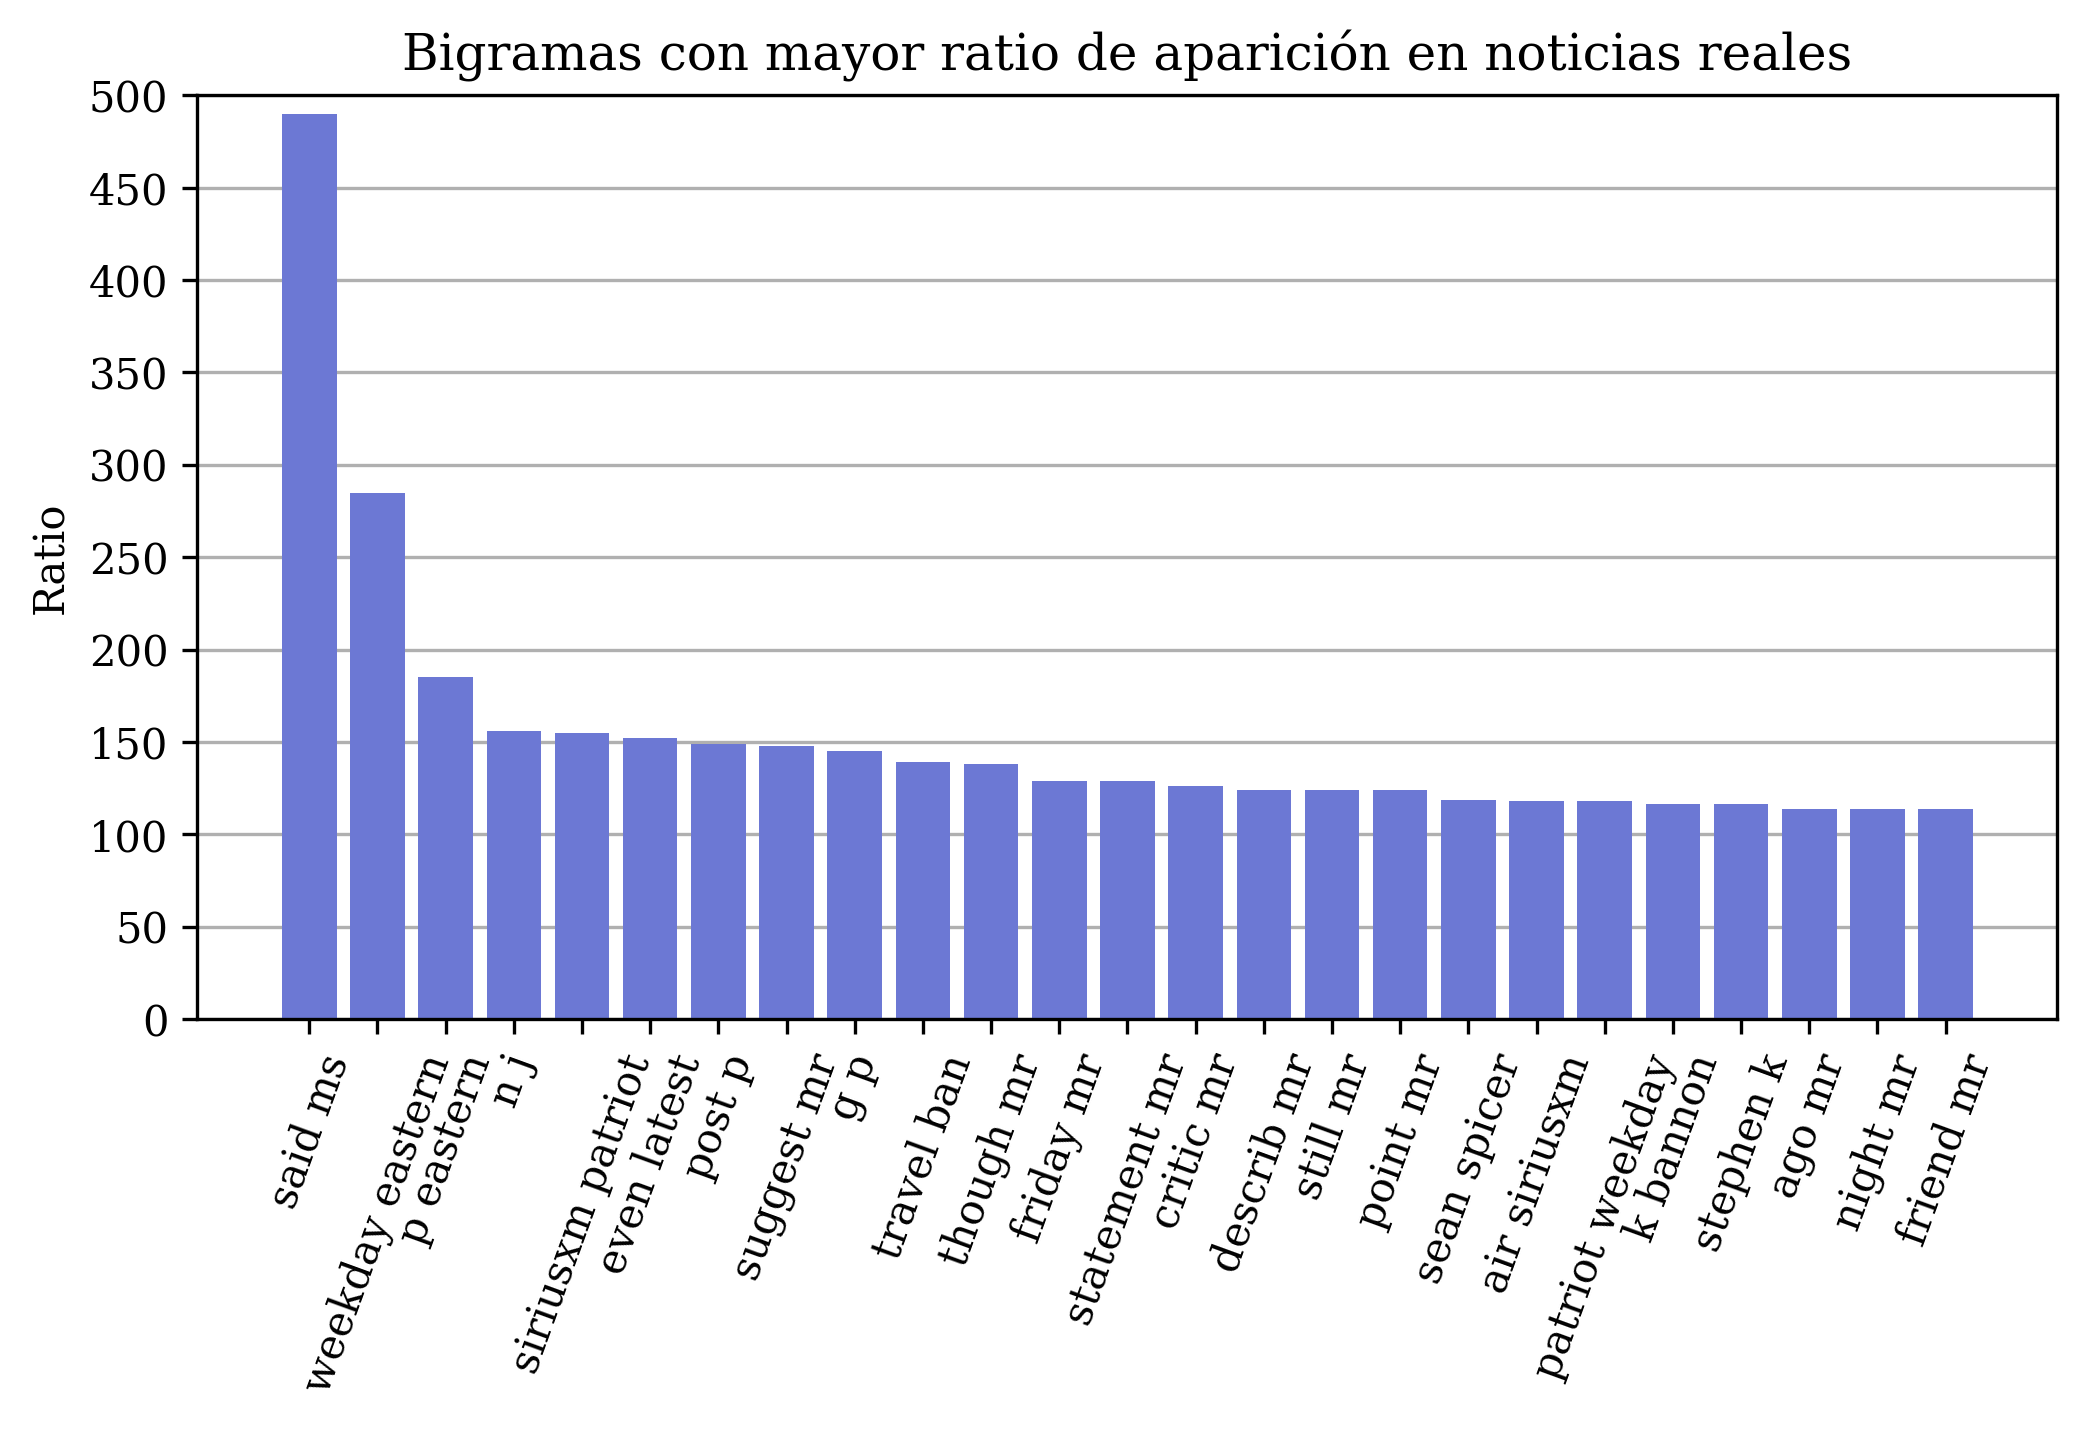 Bigramas con mayor ratio de aparición en noticias reales
Ratio
500
450
400
350
300
250
200
150
100
50
0
said ms
weekday eastern
p eastern
n j
siriusxm patriot
even latest
post p
suggest mr
g p
travel ban
though mr
friday mr
statement mr
critic mr
describ mr
still mr
point mr
sean spicer
air siriusxm
patriot weekday
k bannon
stephen k
ago mr
night mr
friend mr